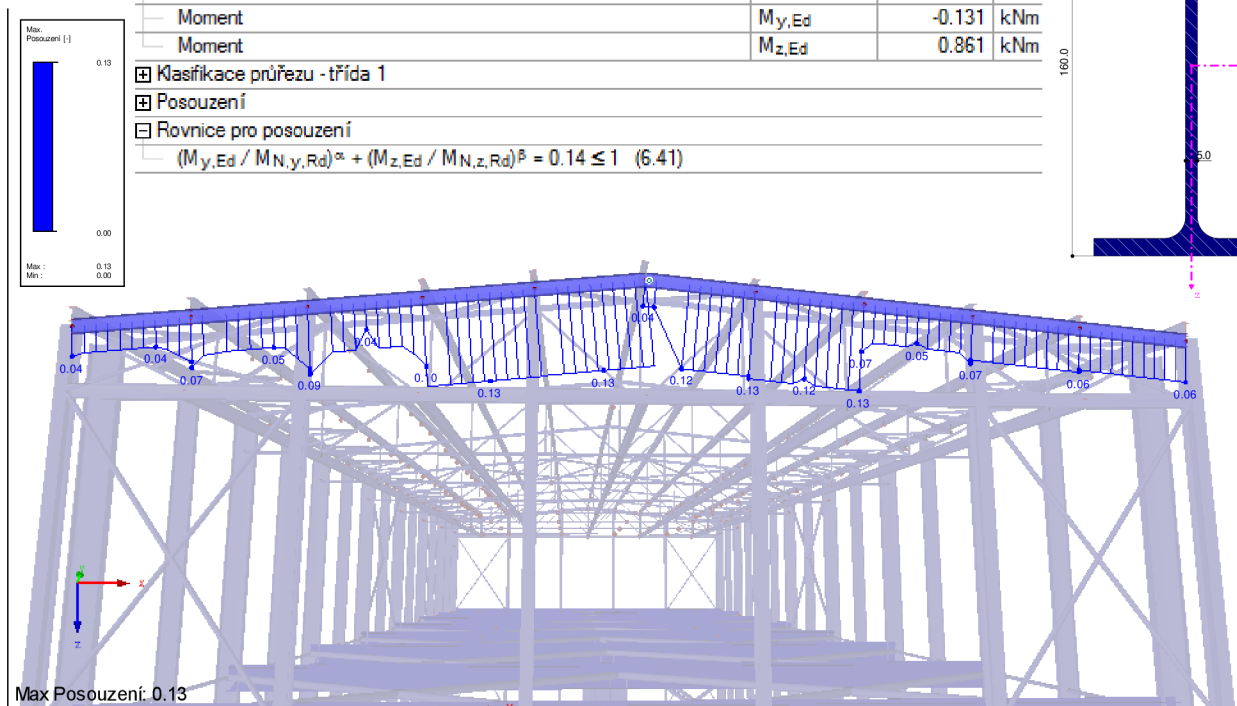 Max.
Posouzení [-]
0.13
0.00
Max : 0.13
Min : 0.00
Moment My,Ed -0.131 kNm
Moment Mz,Ed 0.861 kNm
Klasifikace průřezu - třída 1
Posouzení
Rovnice pro posouzení
(My,Ed / MN,y,Rd)α + (Mz,Ed / MN,z,Rd)β = 0.14 ≤ 1 (6.41)
160.0
5.0
z
0.04
0.04
0.07
0.05
0.09
0.04
0.10
0.13
0.13
0.04
0.12
0.13
0.12
0.13
0.07
0.05
0.07
0.06
0.06
Y
X
Z
Max Posouzení: 0.13